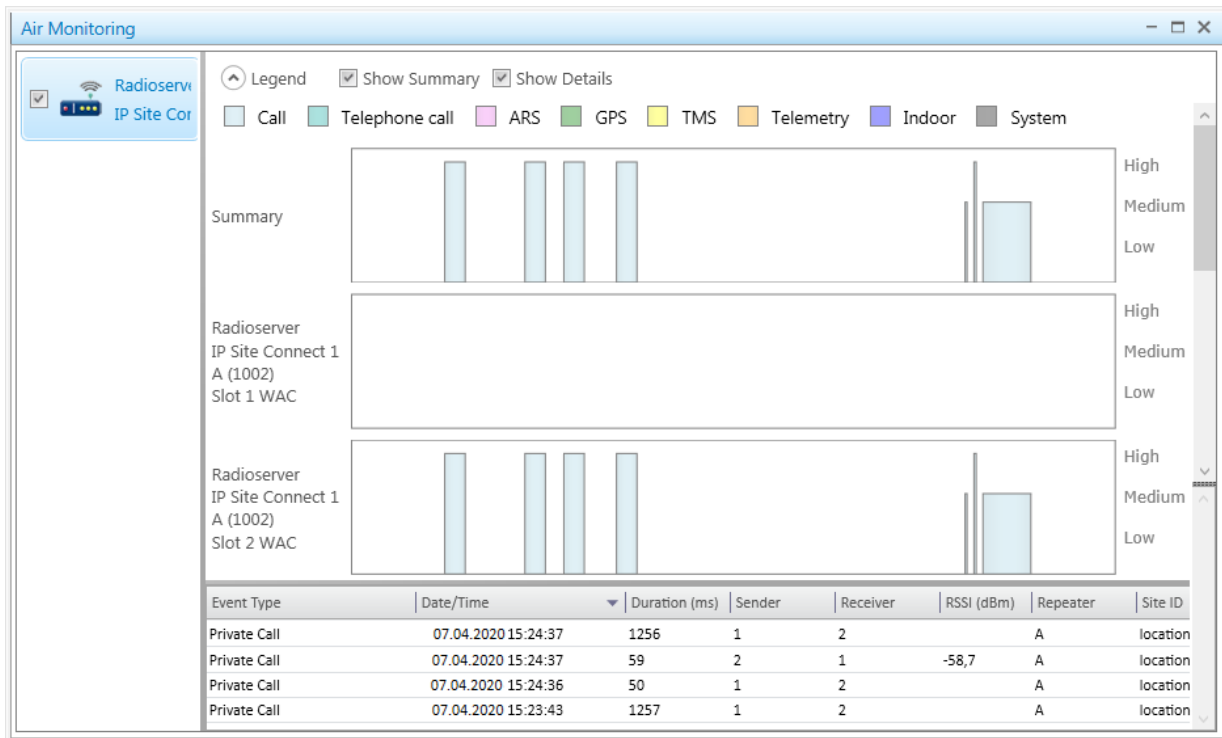 Air Monitoring
Radioserve
IP Site Cor
Legend Show Summary Show Details
Call Telephone call ARS GPS TMS Telemetry Indoor System
Summary
High
Medium
Low
Radioserver
IP Site Connect 1
A (1002)
Slot 1 WAC
High
Medium
Low
Radioserver
IP Site Connect 1
A (1002)
Slot 2 WAC
High
Medium
Low
Event Type Date/Time Duration (ms) Sender Receiver RSSI (dBm) Repeater Site ID
Private Call 07.04.2020 15:24:37 1256 1 2 A location
Private Call 07.04.2020 15:24:37 59 2 1 -58,7 A location
Private Call 07.04.2020 15:24:36 50 1 2 A location
Private Call 07.04.2020 15:23:43 1257 1 2 A location